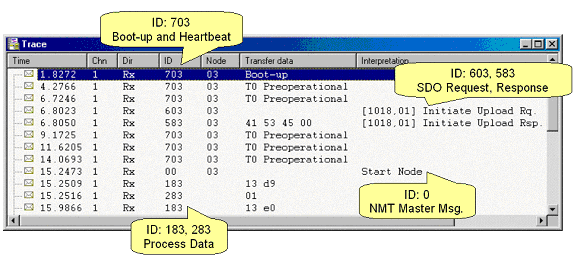 ID: 703
Boot-up and Heartbeat
Trace
Time Chn Dir ID Node Transfer data Interpretation
1.8272 1 Rx 703 03 Boot-up
ID: 603, 583
SDO Request, Response
4.2766 1 Rx 703 03 T0 Preoperational
6.7246 1 Rx 703 03 T0 Preoperational
6.8023 1 Rx 603 03 [1018,01] Initiate Upload Rq.
6.8050 1 Rx 583 03 41 53 45 00 [1018,01] Initiate Upload Rsp.
9.1725 1 Rx 703 03 T0 Preoperational
11.6205 1 Rx 703 03 T0 Preoperational
14.0693 1 Rx 703 03 T0 Preoperational
15.2473 1 Rx 00 03 Start Node
15.2509 1 Rx 183 13 d9
15.2516 1 Rx 283 01
15.9866 1 Rx 183 13 e0
ID: 0
NMT Master Msg.
ID: 183, 283
Process Data